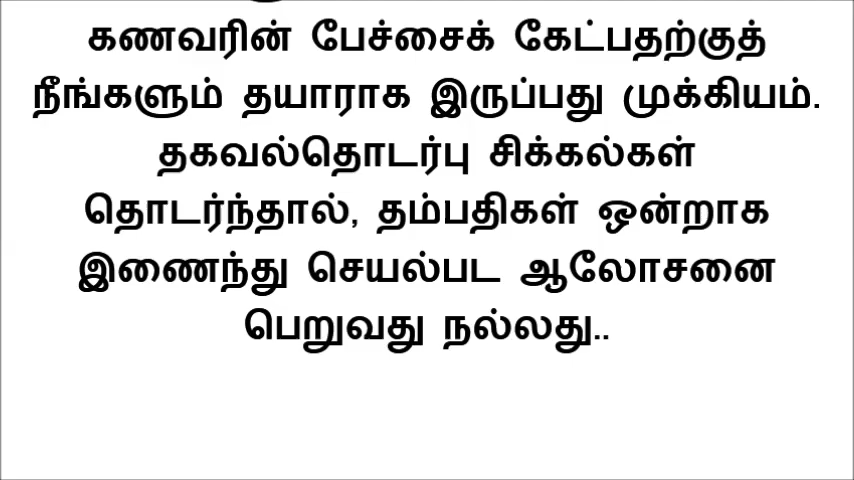 கணவரின் பேச்சைக் கேட்பதற்குத்
நீங்களும் தயாராக இருப்பது முக்கியம்.
தகவல்தொடர்பு சிக்கல்கள்
தொடர்ந்தால், தம்பதிகள் ஒன்றாக
இணைந்து செயல்பட ஆலோசனை
பெறுவது நல்லது..